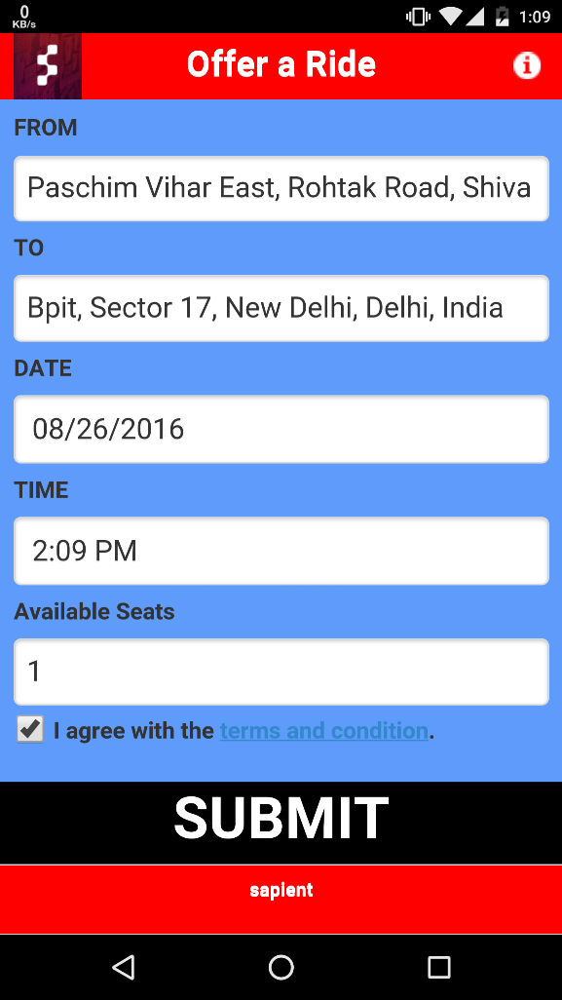 0
KB/s
1:09
Offer a Ride
FROM
Paschim Vihar East, Rohtak Road, Shiva
TO
Bpit, Sector 17, New Delhi, Delhi, India
DATE
08/26/2016
TIME
2:09 PM
Available Seats
1
I agree with the terms and condition.
SUBMIT
sapient